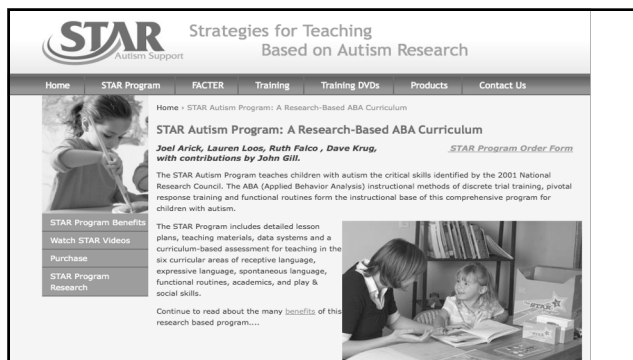 STAR
Autism Support
Strategies for Teaching
Based on Autism Research
Home STAR Program FACTER Training Training DVDs Products Contact Us
Home › STAR Autism Program: A Research-Based ABA Curriculum
STAR Autism Program: A Research-Based ABA Curriculum
Joel Arick, Lauren Loos, Ruth Falco , Dave Krug,
with contributions by John Gill.
STAR Program Order Form
The STAR Autism Program teaches children with autism the critical skills identified by the 2001 National
Research Council. The ABA (Applied Behavior Analysis) instructional methods of discrete trial training, pivotal
response training and functional routines form the instructional base of this comprehensive program for
children with autism.
STAR Program Benefits
Watch STAR Videos
Purchase
STAR Program
Research
The STAR Program includes detailed lesson
plans, teaching materials, data systems and a
curriculum-based assessment for teaching in the
six curricular areas of receptive language,
expressive language, spontaneous language,
functional routines, academics, and play &
social skills.
Continue to read about the many benefits of this
research based program....
STAR